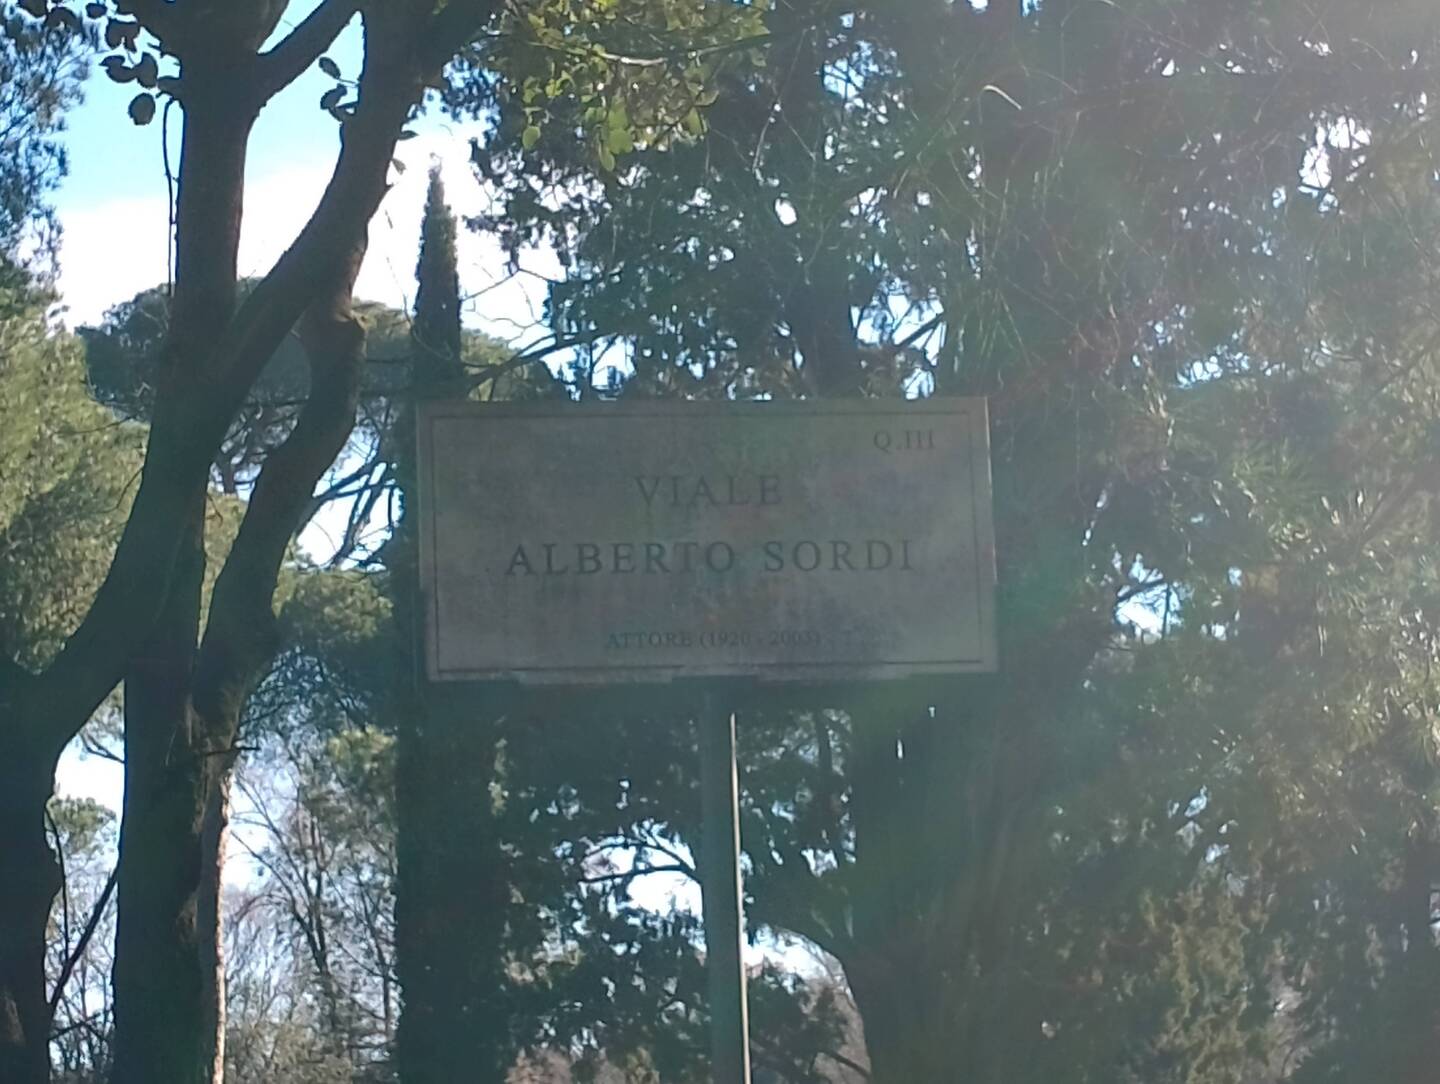 Q.III
VIALE
ALBERTO SORDI
ATTORE (1920 - 2003)